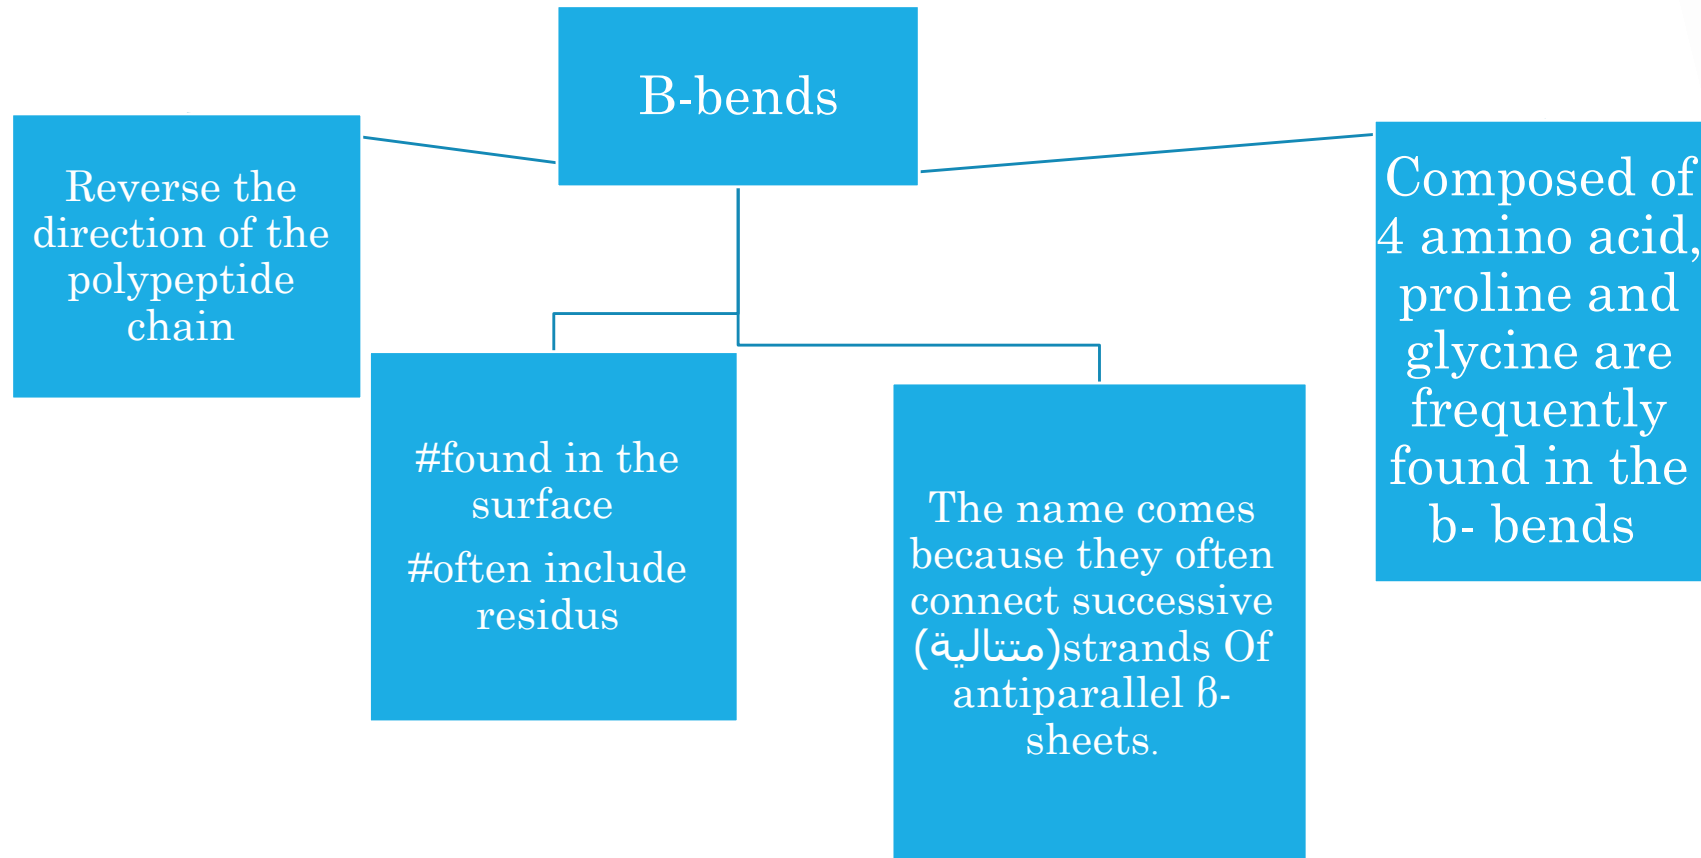 B-bends
Reverse the
direction of the
polypeptide
chain
#found in the
surface
#often include
residus
The name comes
because they often
connect successive
(متتالية)strands Of
antiparallel β-
sheets.
Composed of
4 amino acid,
proline and
glycine are
frequently
found in the
b- bends